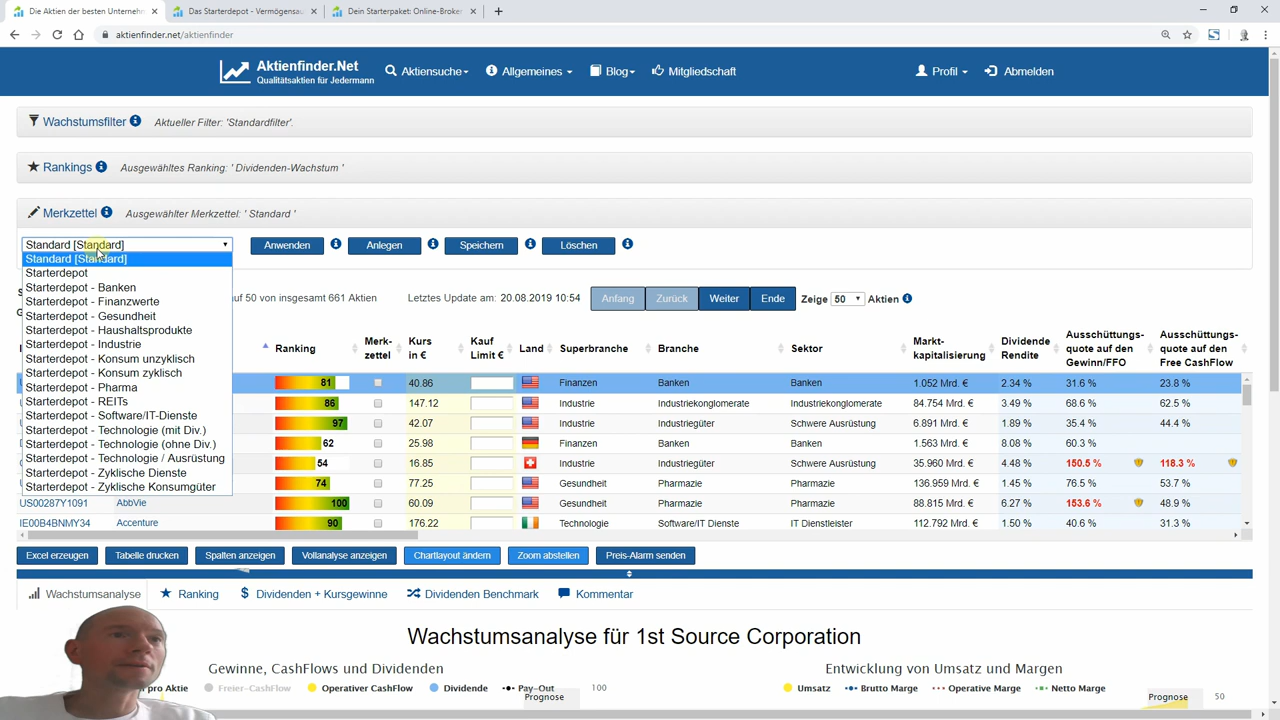 Die Aktien der besten Unternehm
Das Starterdepot - Vermögensau
Dein Starterpaket: Online-Broker
aktienfinder.net/aktienfinder
Aktienfinder.Net
Qualitätsaktien für Jedermann
Aktiensuche
Allgemeines
Blog
Mitgliedschaft
Profil
Abmelden
Wachstumsfilter
Aktueller Filter: 'Standardfilter'.
Rankings
Ausgewähltes Ranking: ' Dividenden-Wachstum '
Merkzettel
Ausgewählter Merkzettel: ' Standard '
Standard [Standard]
Anwenden
Anlegen
Speichern
Löschen
Standard [Standard]
Starterdepot
Starterdepot - Banken
Starterdepot - Finanzwerte
Starterdepot - Gesundheit
Starterdepot - Haushaltsprodukte
Starterdepot - Industrie
Starterdepot - Konsum unzyklisch
Starterdepot - Konsum zyklisch
Starterdepot - Pharma
Starterdepot - REITs
Starterdepot - Software/IT-Dienste
Starterdepot - Technologie (mit Div.)
Starterdepot - Technologie (ohne Div.)
Starterdepot - Technologie / Ausrüstung
Starterdepot - Zyklische Dienste
Starterdepot - Zyklische Konsumgüter
auf 50 von insgesamt 661 Aktien
Letztes Update am: 20.08.2019 10:54
Anfang
Zurück
Weiter
Ende
Zeige 50 Aktien
Ranking
Merk-
zettel
Kurs
in €
Kauf
Limit €
Land
Superbranche
Branche
Sektor
Markt-
kapitalisierung
Dividende
Rendite
Ausschüttungs-
quote auf den
Gewinn/FFO
Ausschüttungs-
quote auf den
Free CashFlow
81 40.86 Finanzen Banken Banken 1.052 Mrd. € 2.34 % 31.6 % 23.8 %
86 147.12 Industrie Industriekonglomerate Industriekonglomerate 84.754 Mrd. € 3.49 % 68.6 % 62.5 %
97 42.07 Industrie Industriegüter Schwere Ausrüstung 6.891 Mrd. € 1.89 % 35.4 % 44.4 %
62 25.98 Finanzen Banken Banken 1.563 Mrd. € 8.08 % 60.3 %
54 16.85 Industrie Industriegüter Schwere Ausrüstung 35.960 Mrd. € 4.48 % 150.5 % 118.3 %
74 77.25 Gesundheit Pharmazie Pharmazie 136.959 Mrd. € 1.45 % 76.5 % 53.7 %
US00287Y1091 AbbVie 100 60.09 Gesundheit Pharmazie Pharmazie 88.815 Mrd. € 6.27 % 153.6 % 48.9 %
IE00B4BNMY34 Accenture 90 176.22 Technologie Software/IT Dienste IT Dienstleister 112.792 Mrd. € 1.50 % 40.6 % 31.3 %
Excel erzeugen
Tabelle drucken
Spalten anzeigen
Vollanalyse anzeigen
Chartlayout ändern
Zoom abstellen
Preis-Alarm senden
Wachstumsanalyse
Ranking
Dividenden + Kursgewinne
Dividenden Benchmark
Kommentar
Wachstumsanalyse für 1st Source Corporation
Gewinne, CashFlows und Dividenden
Entwicklung von Umsatz und Margen
pro Aktie
Freier-CashFlow
Operativer CashFlow
Dividende
Pay-Out
100
Umsatz
Brutto Marge
Operative Marge
Netto Marge
Prognose
Prognose
50